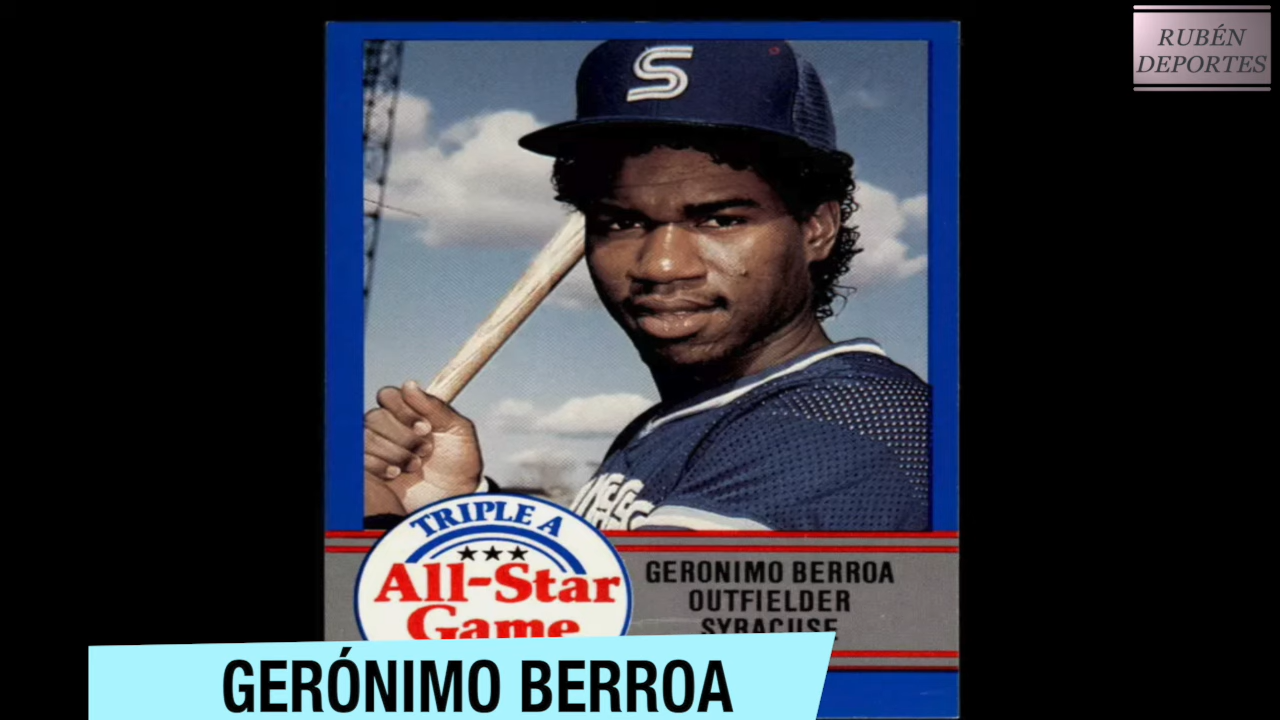 RUBÉN
DEPORTES
S
TRIPLE A
All-Star
Game
GERONIMO BERROA
OUTFIELDER
SYRACUSE
GERÓNIMO BERROA